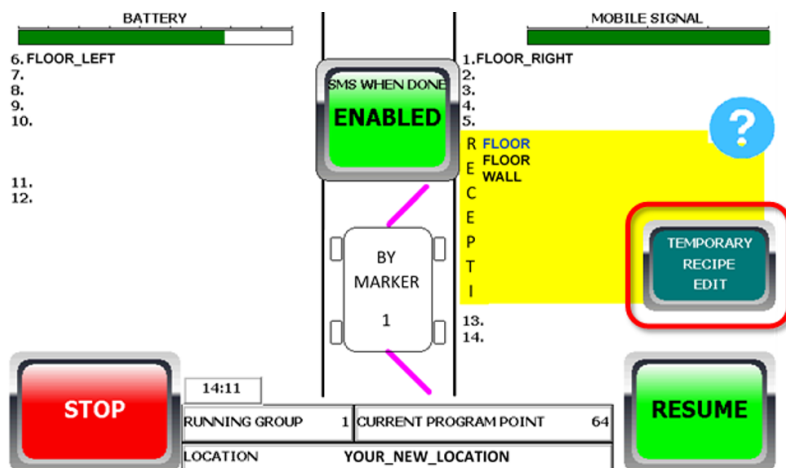 BATTERY
MOBILE SIGNAL
6. FLOOR_LEFT
7.
8.
9.
10.
11.
12.
SMS WHEN DONE
ENABLED
1. FLOOR_RIGHT
2.
3.
4.
5.
R E C E P T I
FLOOR
FLOOR
WALL
?
TEMPORARY
RECIPE
EDIT
13.
14.
BY
MARKER
1
STOP
14:11
RUNNING GROUP 1
CURRENT PROGRAM POINT 64
LOCATION YOUR_NEW_LOCATION
RESUME